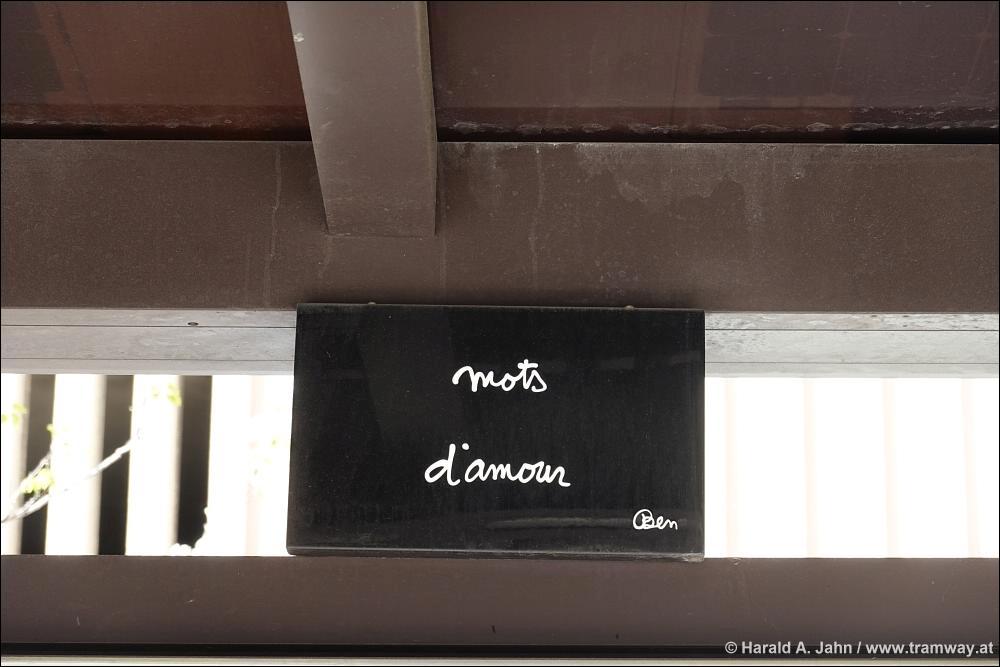 mots
d'amour
Ben
© Harald A. Jahn / www.tramway.at